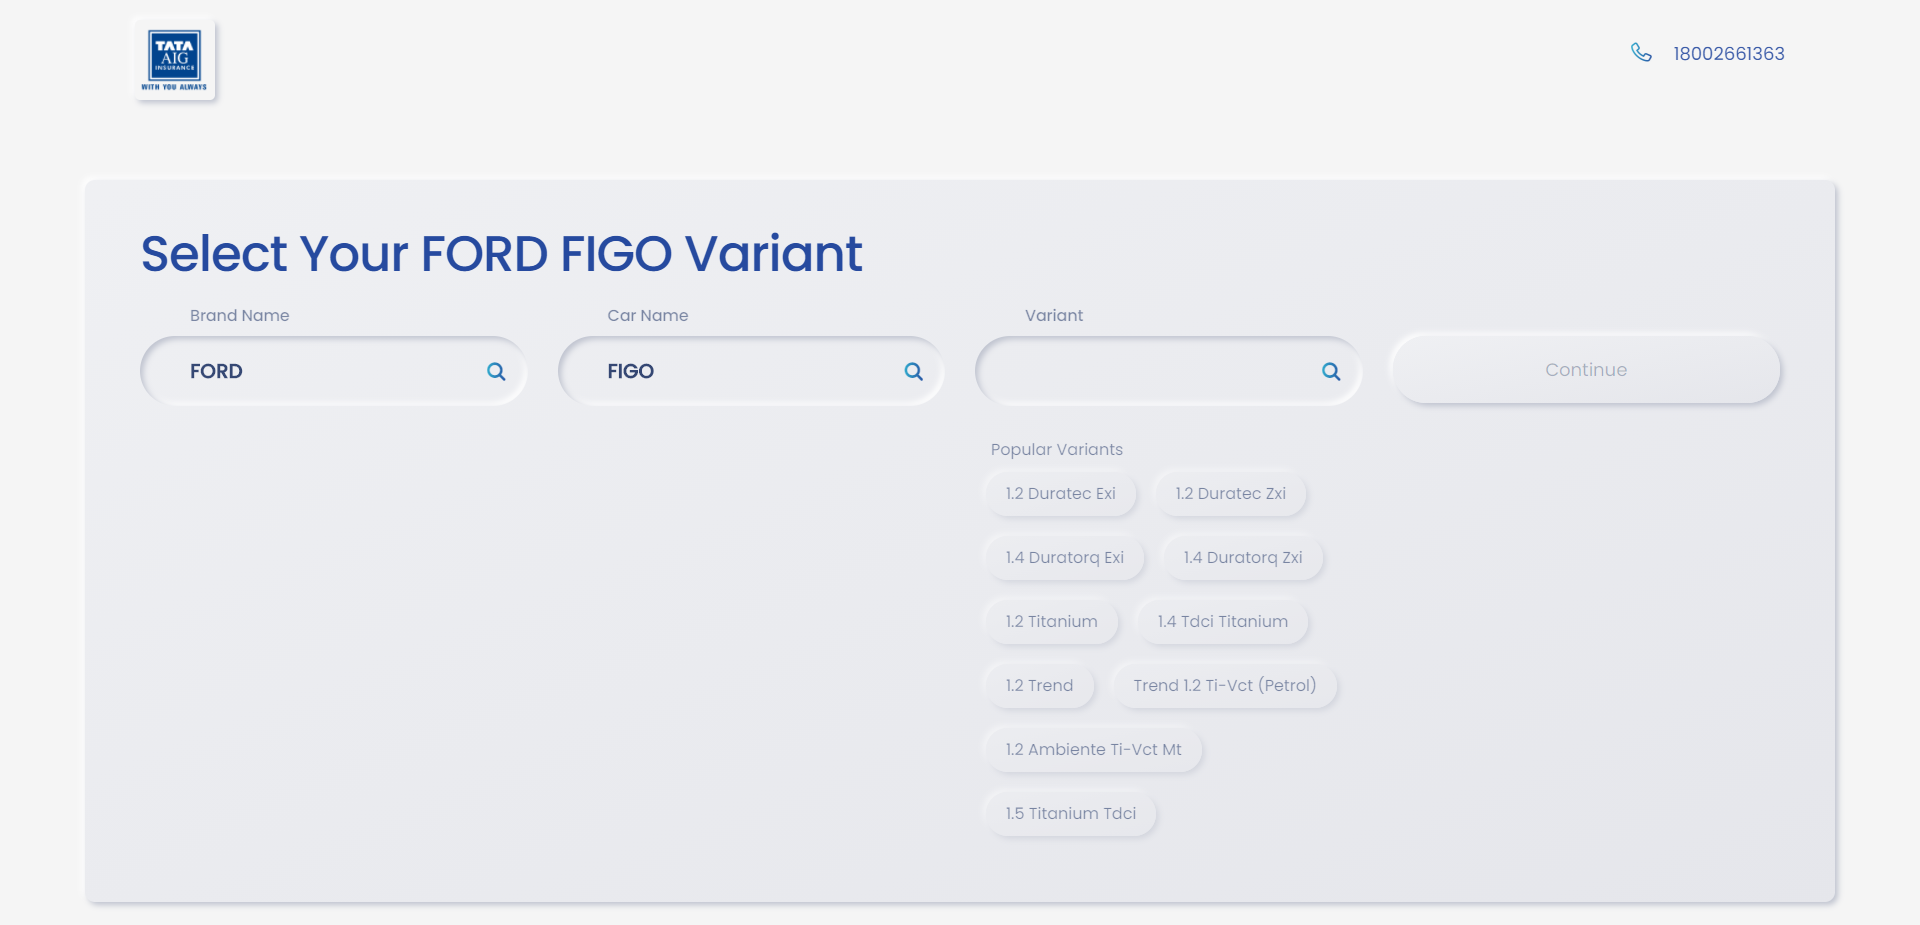 TATA
AIG
INSURANCE
WITH YOU ALWAYS
18002661363
Select Your FORD FIGO Variant
Brand Name
Car Name
Variant
FORD
FIGO
Continue
Popular Variants
1.2 Duratec Exi
1.2 Duratec Zxi
1.4 Duratorq Exi
1.4 Duratorq Zxi
1.2 Titanium
1.4 Tdci Titanium
1.2 Trend
Trend 1.2 Ti-Vct (Petrol)
1.2 Ambiente Ti-Vct Mt
1.5 Titanium Tdci